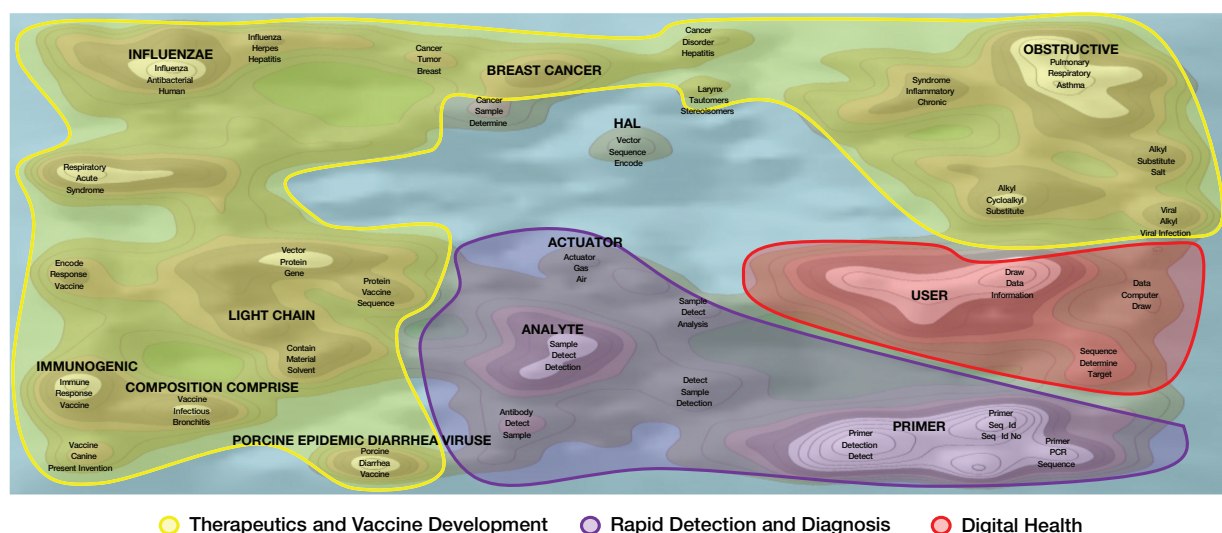 INFLUENZAE
Influenza
Antibacterial
Human
Influenza
Herpes
Hepatitis
Cancer
Tumor
Breast
BREAST CANCER
Cancer
Sample
Determine
Cancer
Disorder
Hepatitis
Larynx
Tautomers
Stereoisomers
HAL
Vector
Sequence
Encode
OBSTRUCTIVE
Pulmonary
Respiratory
Asthma
Syndrome
Inflammatory
Chronic
Alkyl
Substitute
Salt
Alkyl
Cycloalkyl
Substitute
Viral
Alkyl
Viral Infection
Respiratory
Acute
Syndrome
Encode
Response
Vaccine
Vector
Protein
Gene
Protein
Vaccine
Sequence
LIGHT CHAIN
Contain
Material
Solvent
IMMUNOGENIC
Immune
Response
Vaccine
COMPOSITION COMPRISE
Vaccine
Infectious
Bronchitis
Vaccine
Canine
Present Invention
PORCINE EPIDEMIC DIARRHEA VIRUSE
Porcine
Diarrhea
Vaccine
ACTUATOR
Actuator
Gas
Air
Sample
Detect
Analysis
ANALYTE
Sample
Detect
Detection
Detect
Sample
Detection
Antibody
Detect
Sample
USER
Draw
Data
Information
Data
Computer
Draw
Sequence
Determine
Target
PRIMER
Primer
Detection
Detect
Primer
Seq Id
Seq Id No
Primer
PCR
Sequence
Therapeutics and Vaccine Development
Rapid Detection and Diagnosis
Digital Health